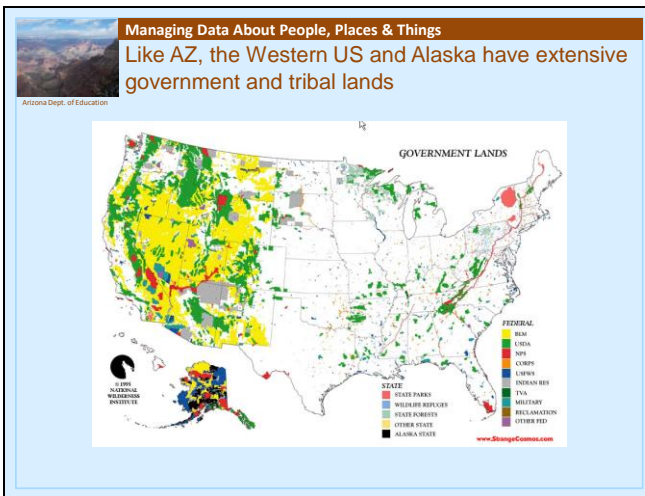 Managing Data About People, Places & Things
Like AZ, the Western US and Alaska have extensive
government and tribal lands
Arizona Dept. of Education
GOVERNMENT LANDS
FEDERAL
BLM
USDA
NPS
CORPS
USFWS
INDIAN RES
TVA
MILITARY
RECLAMATION
OTHER FED
© 1995
NATIONAL
WILDERNESS
INSTITUTE
STATE
STATE PARKS
WILDLIFE REFUGES
STATE FORESTS
OTHER STATE
ALASKA STATE
www.StrangeCosmos.com